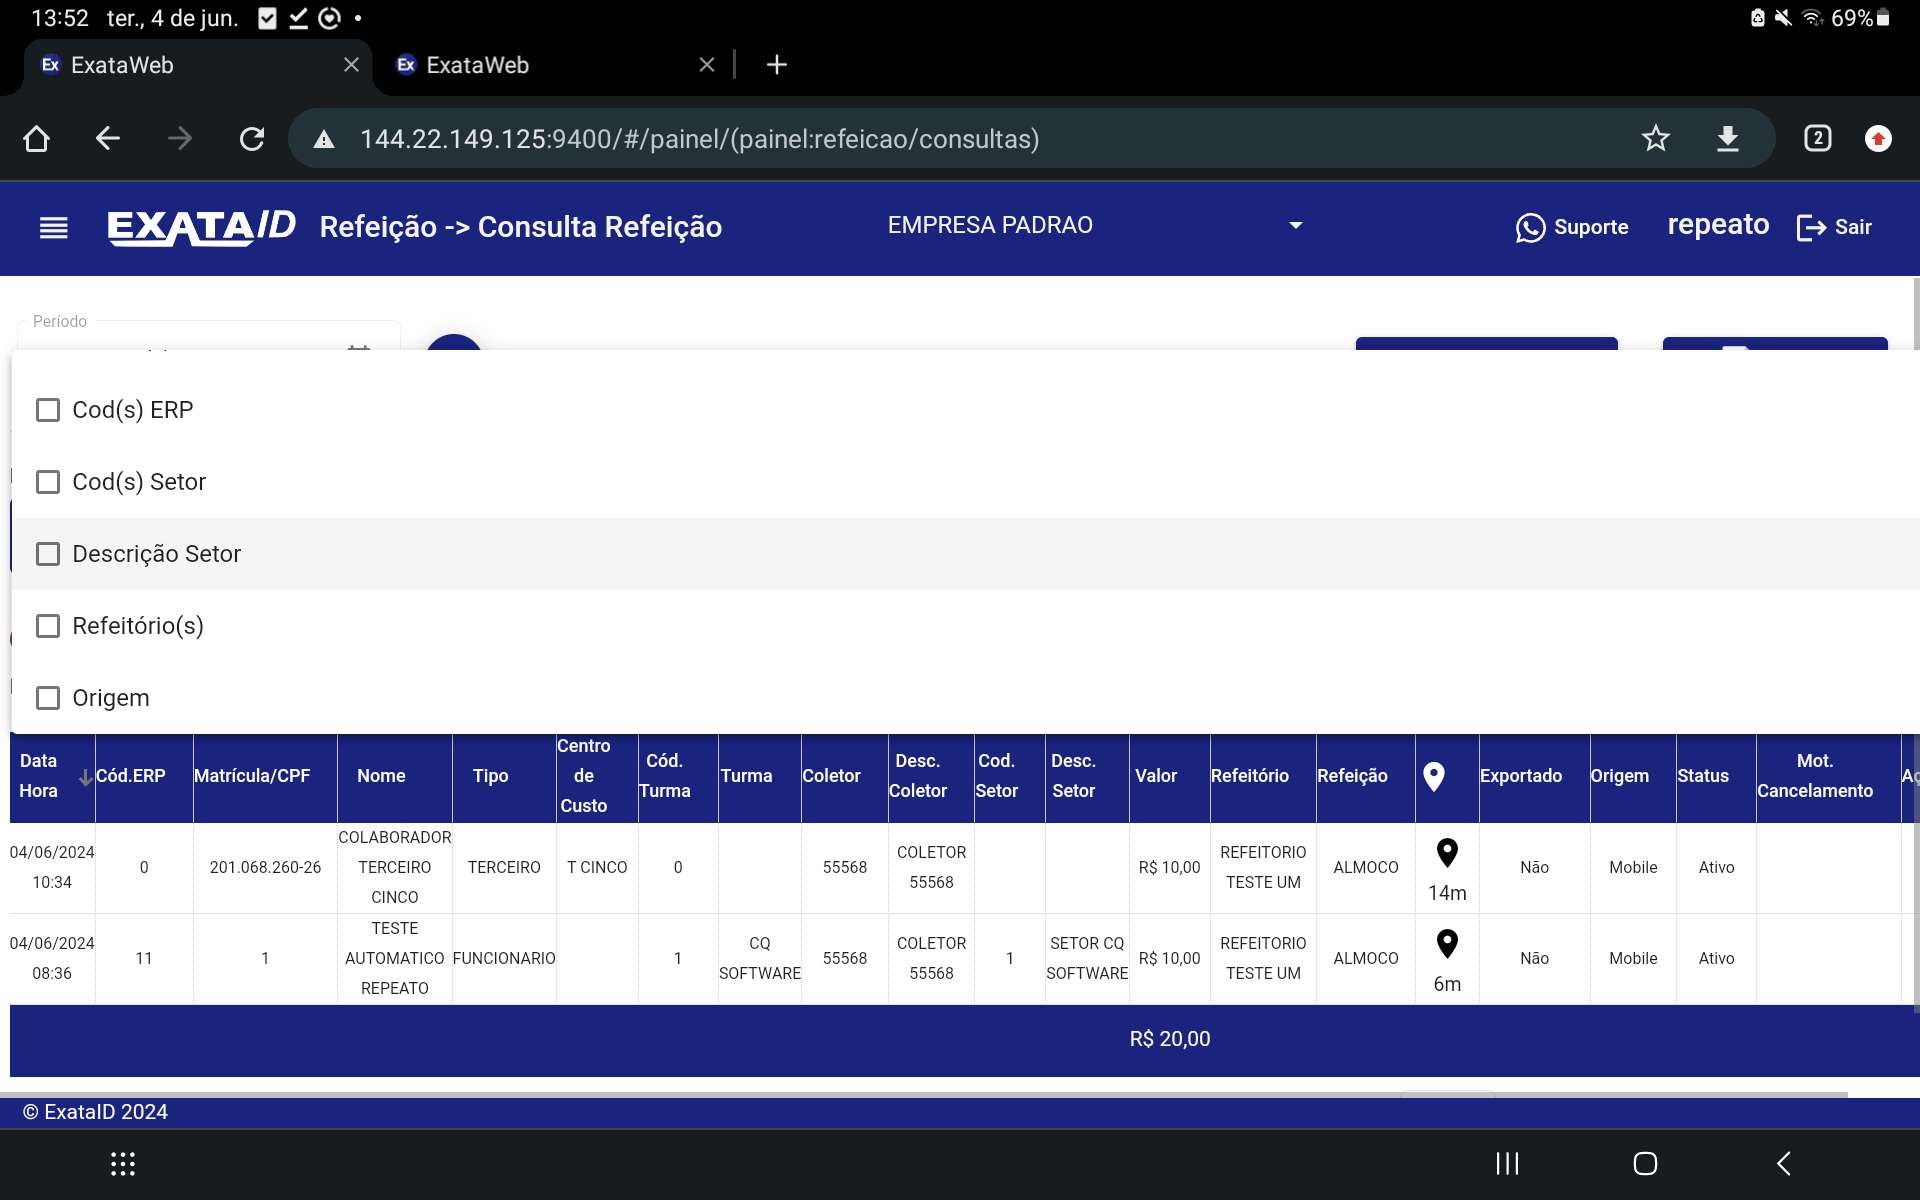 13:52 ter., 4 de jun.
69%
ExataWeb
ExataWeb
144.22.149.125:9400/#/painel/(painel:refeicao/consultas)
2
EXATAID Refeição -> Consulta Refeição EMPRESA PADRAO Suporte repeato Sair
Período
Cod(s) ERP
Cod(s) Setor
Descrição Setor
Refeitório(s)
Origem
Data Hora Cód.ERP Matrícula/CPF Nome Tipo Centro de Custo Cód. Turma Turma Coletor Desc. Coletor Cod. Setor Desc. Setor Valor Refeitório Refeição Exportado Origem Status Mot. Cancelamento
04/06/2024 10:34 0 201.068.260-26 COLABORADOR TERCEIRO CINCO TERCEIRO T CINCO 0 55568 COLETOR 55568 R$ 10,00 REFEITORIO TESTE UM ALMOCO 14m Não Mobile Ativo
04/06/2024 08:36 11 1 TESTE AUTOMATICO REPEATO FUNCIONARIO 1 CQ SOFTWARE 55568 COLETOR 55568 1 SETOR CQ SOFTWARE R$ 10,00 REFEITORIO TESTE UM ALMOCO 6m Não Mobile Ativo
R$ 20,00
© ExataID 2024